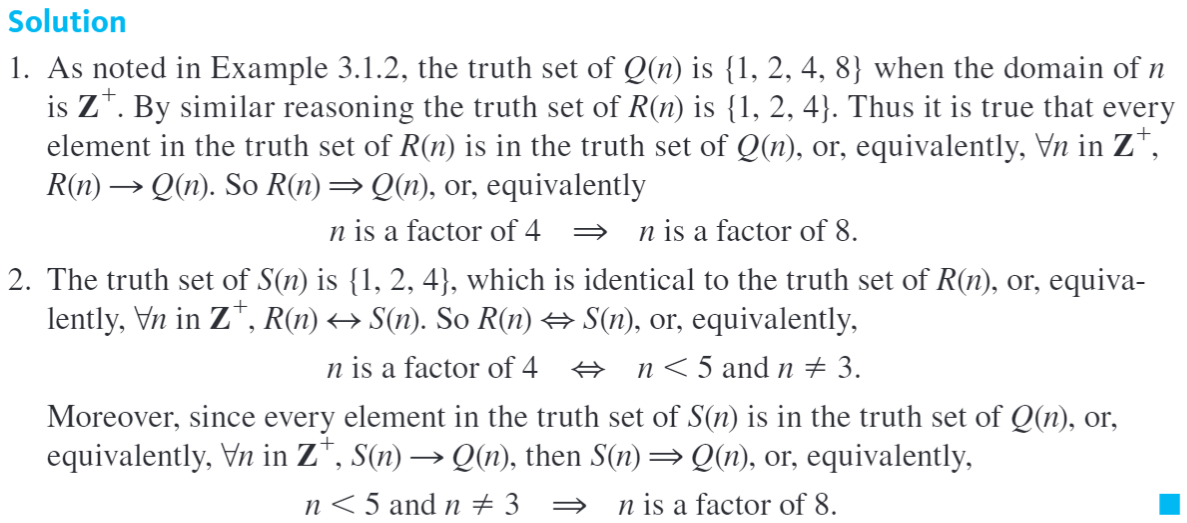 Solution
1. As noted in Example 3.1.2, the truth set of Q(n) is {1, 2, 4, 8} when the domain of n
is Z⁺. By similar reasoning the truth set of R(n) is {1, 2, 4}. Thus it is true that every
element in the truth set of R(n) is in the truth set of Q(n), or, equivalently, ∀n in Z⁺,
R(n) → Q(n). So R(n) ⇒ Q(n), or, equivalently
n is a factor of 4 ⇒ n is a factor of 8.
2. The truth set of S(n) is {1, 2, 4}, which is identical to the truth set of R(n), or, equiva-
lently, ∀n in Z⁺, R(n) ↔ S(n). So R(n) ⇔ S(n), or, equivalently,
n is a factor of 4 ⇔ n < 5 and n ≠ 3.
Moreover, since every element in the truth set of S(n) is in the truth set of Q(n), or,
equivalently, ∀n in Z⁺, S(n) → Q(n), then S(n) ⇒ Q(n), or, equivalently,
n < 5 and n ≠ 3 ⇒ n is a factor of 8.